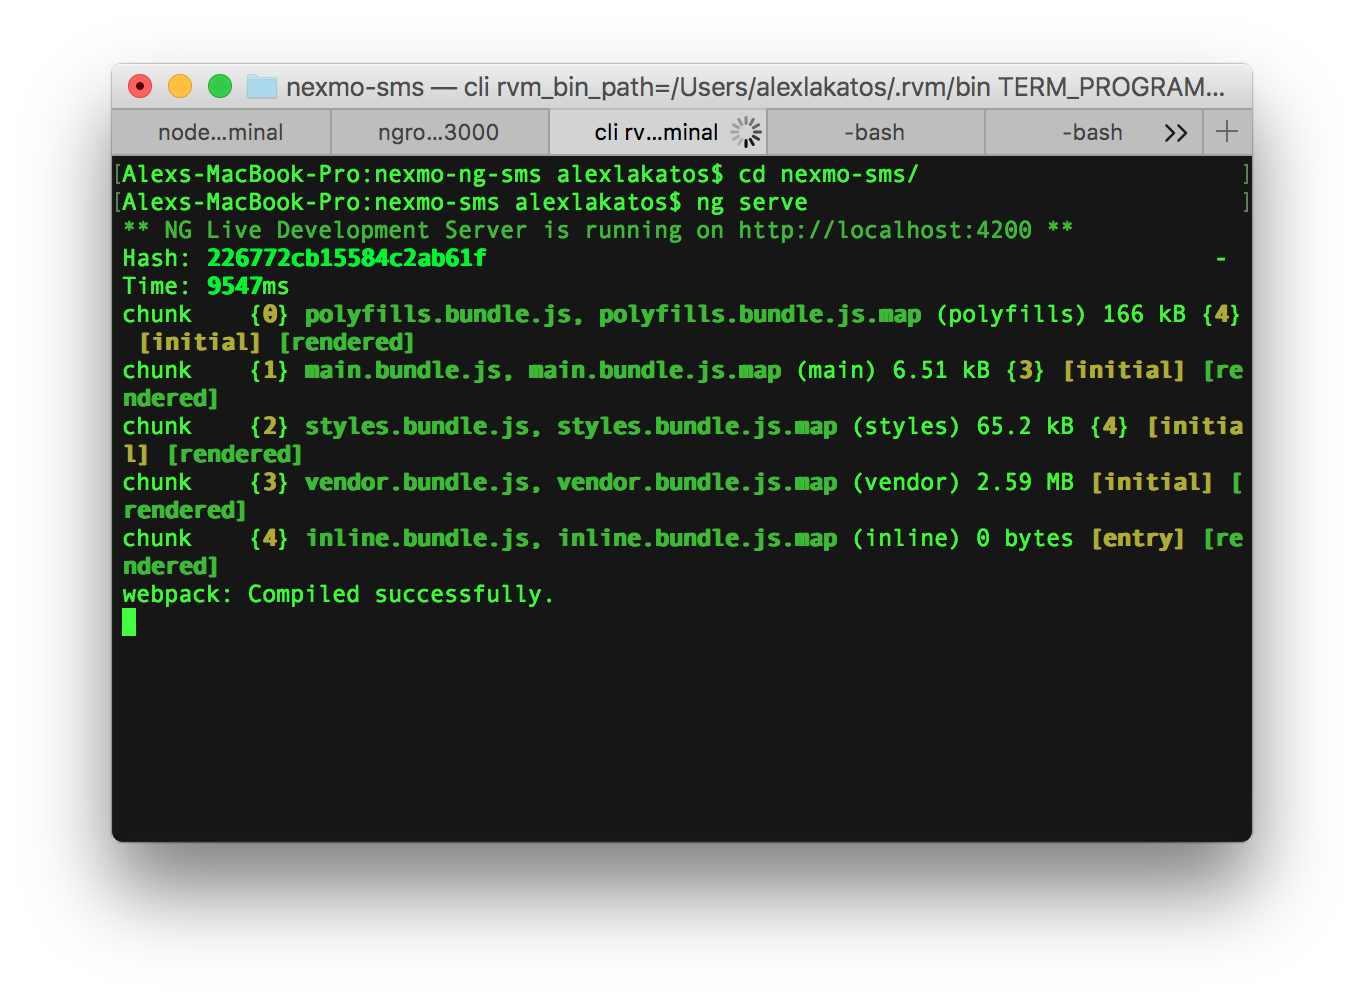 nexmo-sms — cli rvm_bin_path=/Users/alexlakatos/.rvm/bin TERM_PROGRAM...
node...minal ngro...3000 cli rv...minal -bash -bash >> +
[Alexs-MacBook-Pro:nexmo-ng-sms alexlakatos$ cd nexmo-sms/ ]
[Alexs-MacBook-Pro:nexmo-sms alexlakatos$ ng serve ]
** NG Live Development Server is running on http://localhost:4200 **
Hash: 226772cb15584c2ab61f -
Time: 9547ms
chunk    {0} polyfills.bundle.js, polyfills.bundle.js.map (polyfills) 166 kB {4}
 [initial] [rendered]
chunk    {1} main.bundle.js, main.bundle.js.map (main) 6.51 kB {3} [initial] [re
ndered]
chunk    {2} styles.bundle.js, styles.bundle.js.map (styles) 65.2 kB {4} [initia
l] [rendered]
chunk    {3} vendor.bundle.js, vendor.bundle.js.map (vendor) 2.59 MB [initial] [
rendered]
chunk    {4} inline.bundle.js, inline.bundle.js.map (inline) 0 bytes [entry] [re
ndered]
webpack: Compiled successfully.